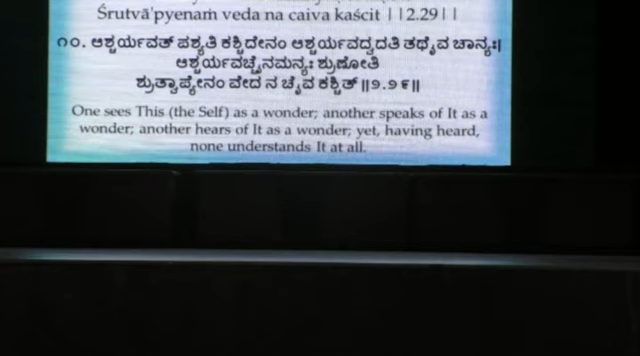 Śrutvā'pyenaṁ veda na caiva kaścit ||2.29||
೧೦. ಆಶ್ಚರ್ಯವತ್ ಪಶ್ಯತಿ ಕಶ್ಚಿದೇನಂ ಆಶ್ಚರ್ಯವದ್ವದತಿ ತಥೈವ ಚಾನ್ಯಃ|
ಆಶ್ಚರ್ಯವಚ್ಚೈನಮನ್ಯಃ ಶ್ರುಣೋತಿ
ಶ್ರುತ್ವಾಪ್ಯೇನಂ ವೇದ ನ ಚೈವ ಕಶ್ಚಿತ್ ||೨.೨೯||
One sees This (the Self) as a wonder; another speaks of It as a
wonder; another hears of It as a wonder; yet, having heard,
none understands It at all.